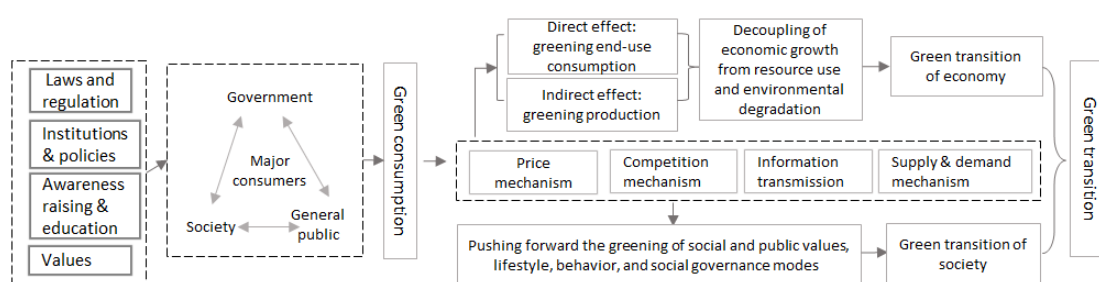 Laws and
regulation
Institutions
& policies
Awareness
raising &
education
Values
Government
Major
consumers
Society
General
public
Green consumption
Direct effect:
greening end-use
consumption
Indirect effect:
greening production
Decoupling of
economic growth
from resource use
and environmental
degradation
Green transition
of economy
Price
mechanism
Competition
mechanism
Information
transmission
Supply & demand
mechanism
Pushing forward the greening of social and public values,
lifestyle, behavior, and social governance modes
Green transition of
society
Green transition